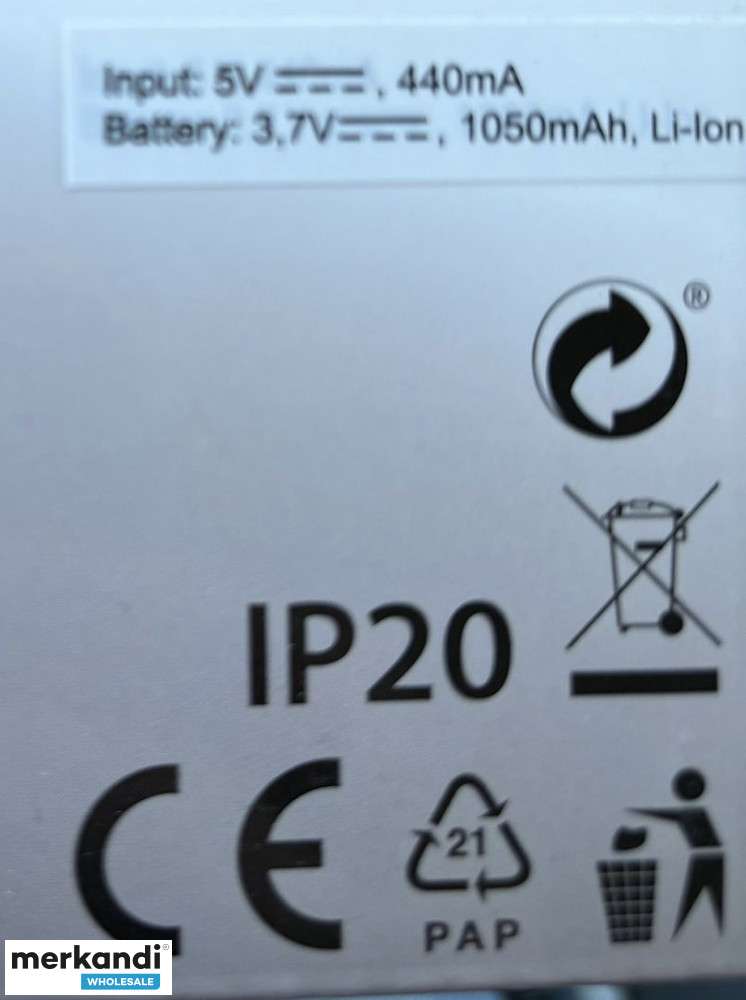 Input: 5V ⎓, 440mA
Battery: 3,7V⎓, 1050mAh, Li-Ion
®
IP20
CE
21
PAP
merkandi®
WHOLESALE